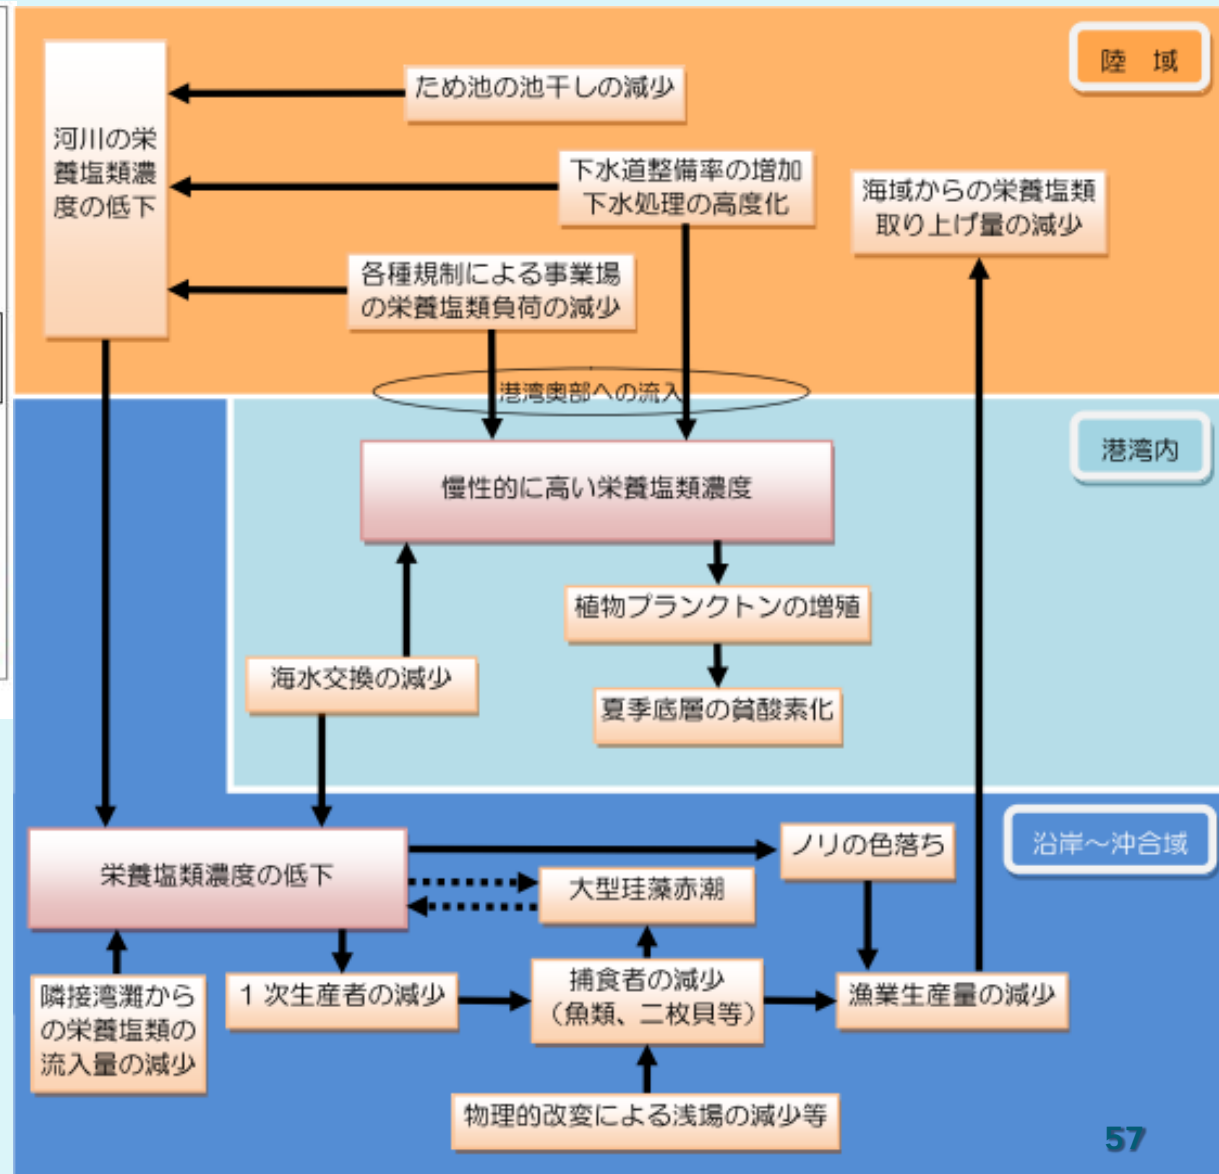 陸 域
ため池の池干しの減少
河川の栄
養塩類濃
度の低下
下水道整備率の増加
下水処理の高度化
海域からの栄養塩類
取り上げ量の減少
各種規制による事業場
の栄養塩類負荷の減少
港湾奥部への流入
港湾内
慢性的に高い栄養塩類濃度
植物プランクトンの増殖
海水交換の減少
夏季底層の貧酸素化
沿岸～沖合域
ノリの色落ち
栄養塩類濃度の低下
大型珪藻赤潮
隣接湾灘から
の栄養塩類の
流入量の減少
1 次生産者の減少
捕食者の減少
（魚類、二枚貝等）
漁業生産量の減少
物理的改変による浅場の減少等
57